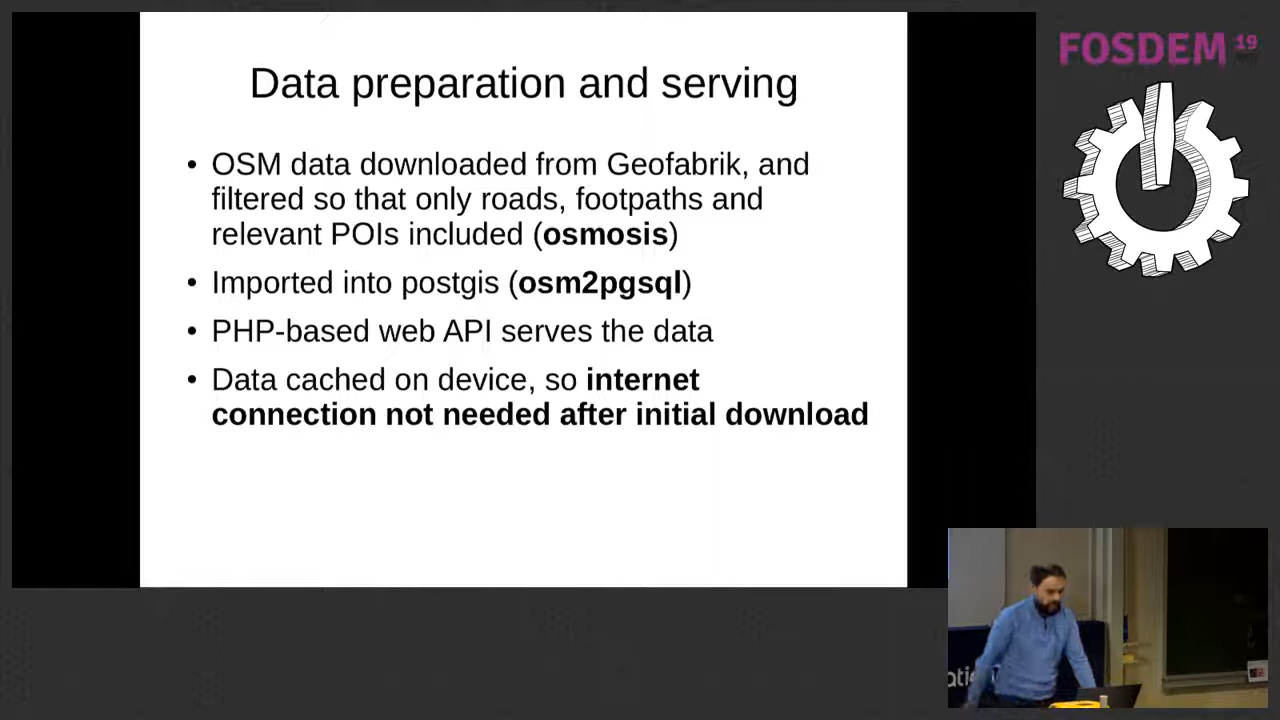 Data preparation and serving
• OSM data downloaded from Geofabrik, and
filtered so that only roads, footpaths and
relevant POIs included (osmosis)
• Imported into postgis (osm2pgsql)
• PHP-based web API serves the data
• Data cached on device, so internet
connection not needed after initial download
FOSDEM 19